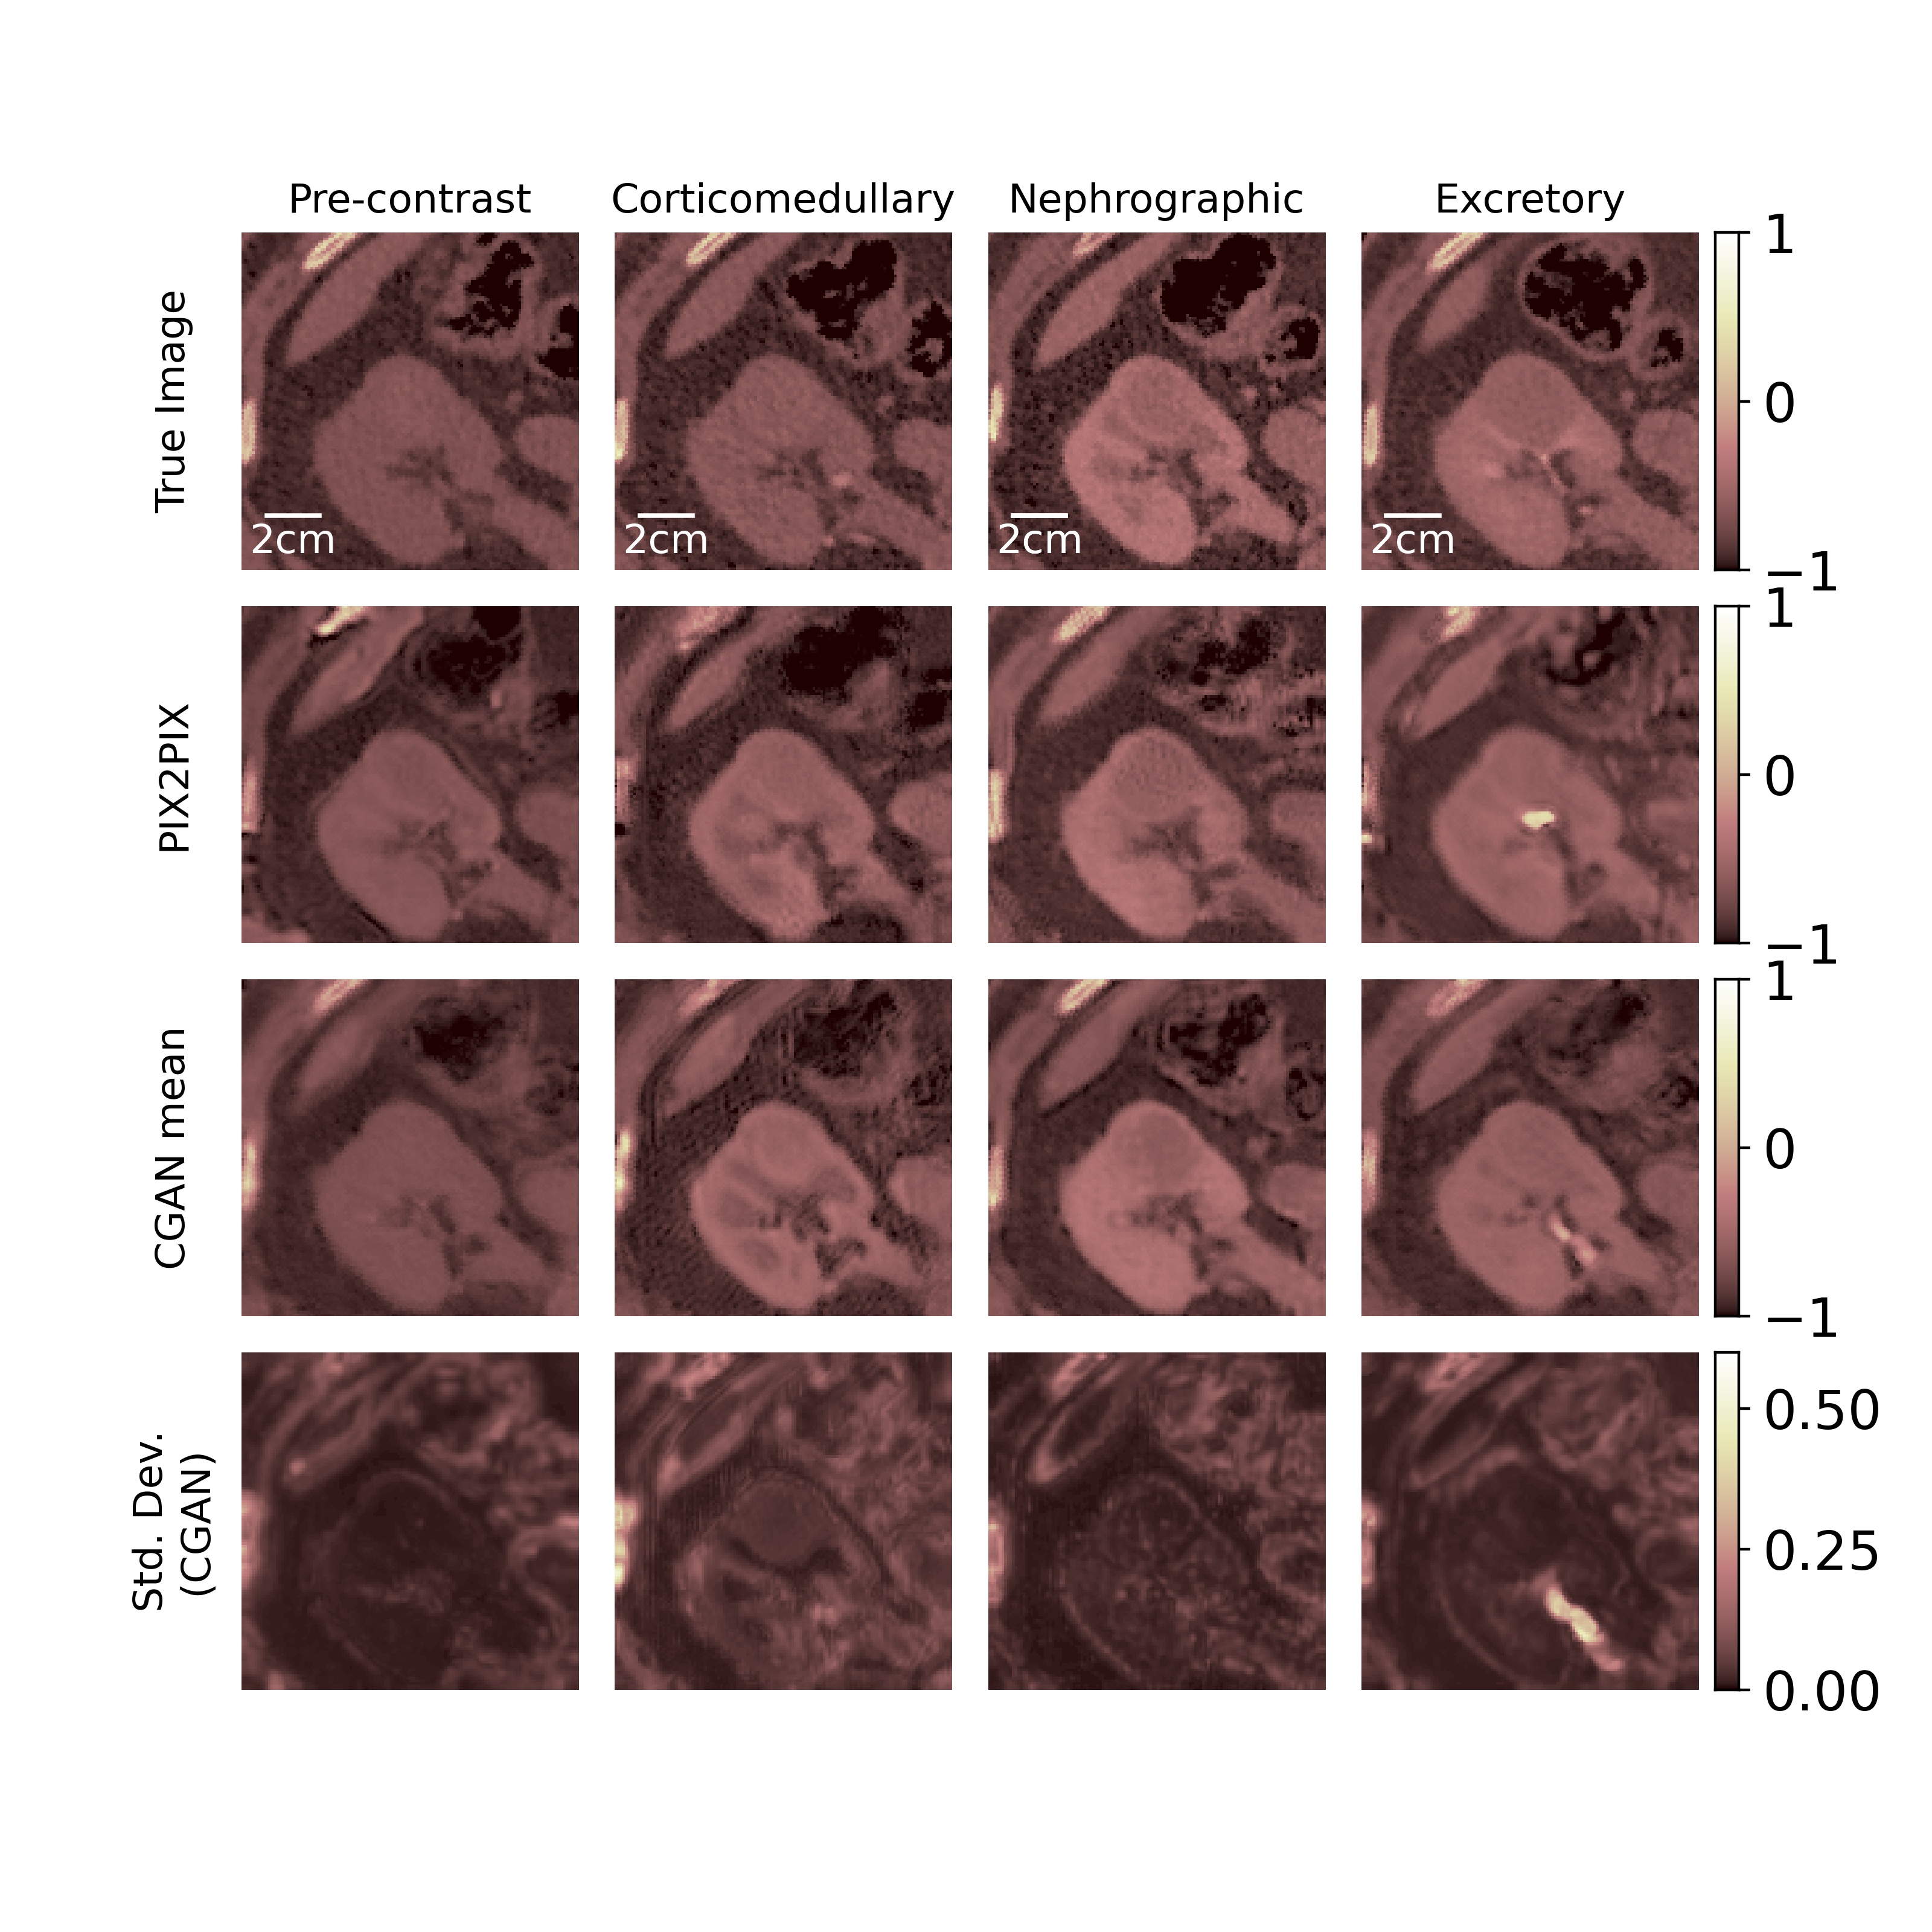 Pre-contrast
Corticomedullary
Nephrographic
Excretory
True Image
2cm
2cm
2cm
2cm
1
0
−1
PIX2PIX
1
0
−1
CGAN mean
1
0
−1
Std. Dev.
(CGAN)
0.50
0.25
0.00